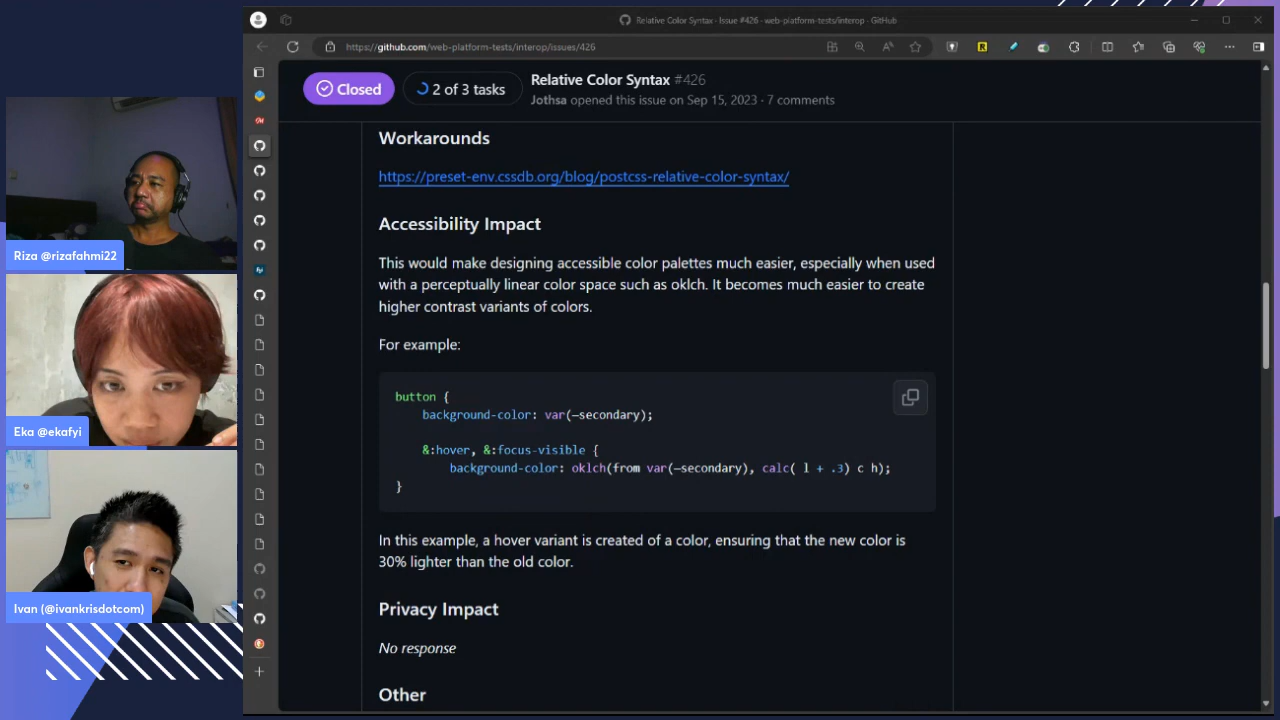 Relative Color Syntax · Issue #426 · web-platform-tests/interop · GitHub
https://github.com/web-platform-tests/interop/issues/426
Closed
2 of 3 tasks
Relative Color Syntax #426
Jothsa opened this issue on Sep 15, 2023 · 7 comments
Workarounds
https://preset-env.cssdb.org/blog/postcss-relative-color-syntax/
Accessibility Impact
This would make designing accessible color palettes much easier, especially when used
with a perceptually linear color space such as oklch. It becomes much easier to create
higher contrast variants of colors.
For example:
button {
background-color: var(—secondary);
&:hover, &:focus-visible {
background-color: oklch(from var(—secondary), calc( l + .3) c h);
}
In this example, a hover variant is created of a color, ensuring that the new color is
30% lighter than the old color.
Privacy Impact
No response
Other
Riza @rizafahmi22
Eka @ekafyi
Ivan (@ivankrisdotcom)